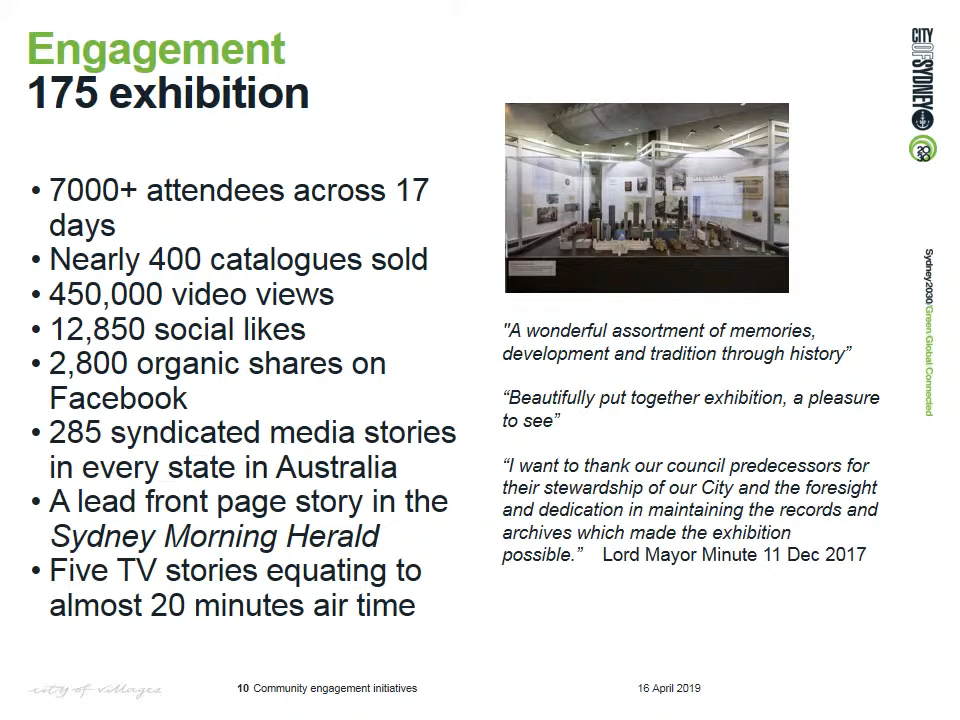 Engagement
175 exhibition
• 7000+ attendees across 17
days
• Nearly 400 catalogues sold
• 450,000 video views
• 12,850 social likes
• 2,800 organic shares on
Facebook
• 285 syndicated media stories
in every state in Australia
• A lead front page story in the
Sydney Morning Herald
• Five TV stories equating to
almost 20 minutes air time
"A wonderful assortment of memories,
development and tradition through history”
“Beautifully put together exhibition, a pleasure
to see”
“I want to thank our council predecessors for
their stewardship of our City and the foresight
and dedication in maintaining the records and
archives which made the exhibition
possible.” Lord Mayor Minute 11 Dec 2017
CITY OF SYDNEY
2030
Sydney2030/Green/Global/Connected
city of villages
10 Community engagement initiatives
16 April 2019